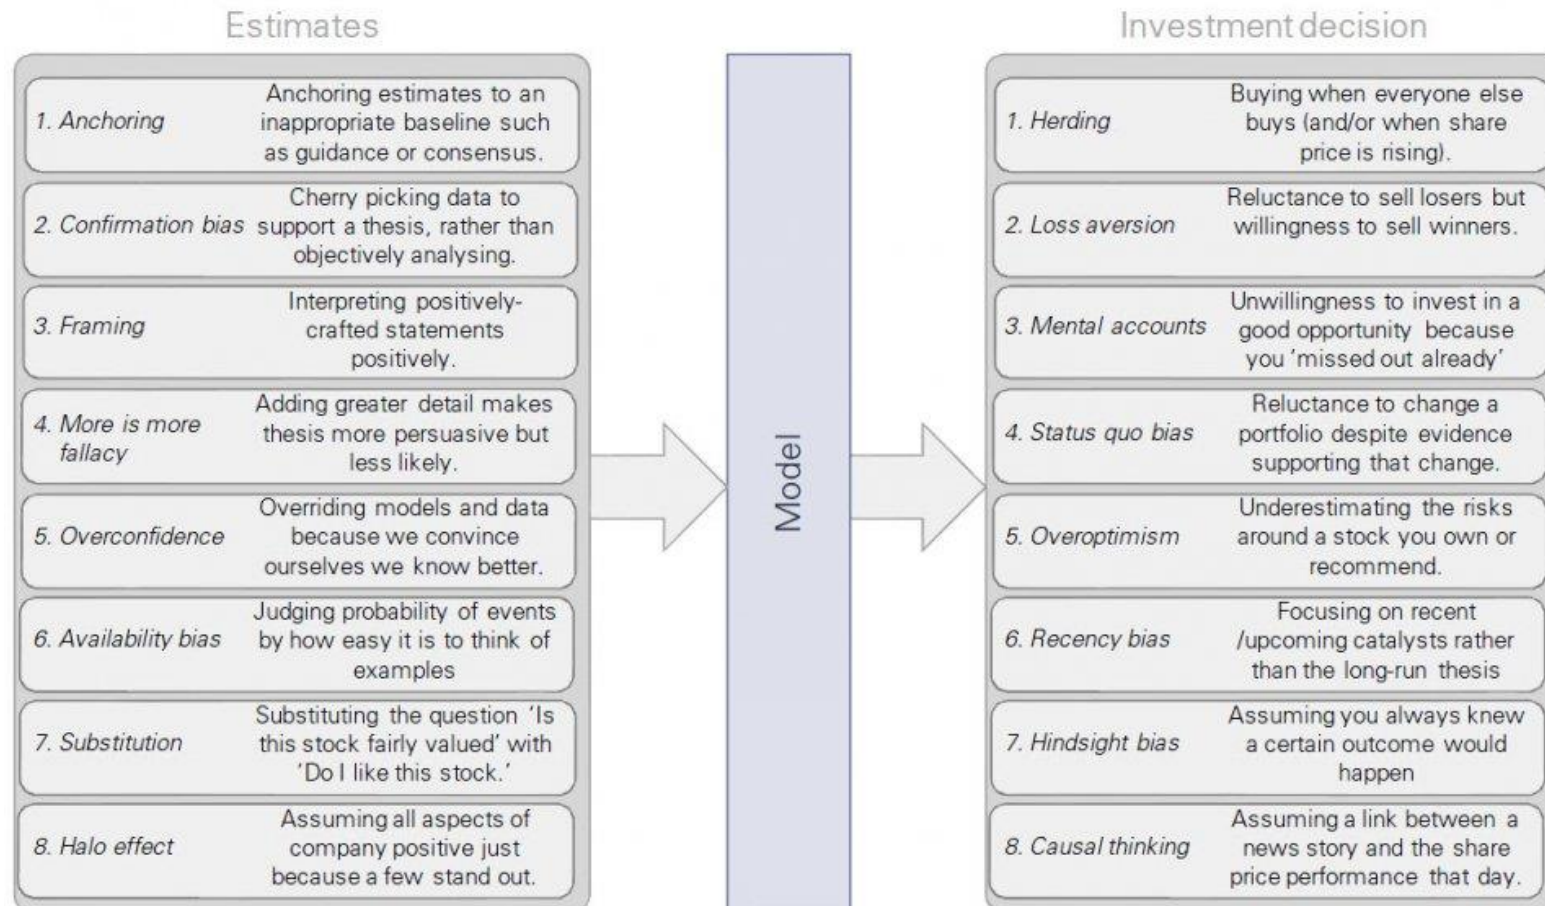 Estimates
1. Anchoring
Anchoring estimates to an
inappropriate baseline such
as guidance or consensus.
2. Confirmation bias
Cherry picking data to
support a thesis, rather than
objectively analysing.
3. Framing
Interpreting positively-
crafted statements
positively.
4. More is more
fallacy
Adding greater detail makes
thesis more persuasive but
less likely.
5. Overconfidence
Overriding models and data
because we convince
ourselves we know better.
6. Availability bias
Judging probability of events
by how easy it is to think of
examples
7. Substitution
Substituting the question 'Is
this stock fairly valued' with
'Do I like this stock.'
8. Halo effect
Assuming all aspects of
company positive just
because a few stand out.
Model
Investment decision
1. Herding
Buying when everyone else
buys (and/or when share
price is rising).
2. Loss aversion
Reluctance to sell losers but
willingness to sell winners.
3. Mental accounts
Unwillingness to invest in a
good opportunity because
you 'missed out already'
4. Status quo bias
Reluctance to change a
portfolio despite evidence
supporting that change.
5. Overoptimism
Underestimating the risks
around a stock you own or
recommend.
6. Recency bias
Focusing on recent
/upcoming catalysts rather
than the long-run thesis
7. Hindsight bias
Assuming you always knew
a certain outcome would
happen
8. Causal thinking
Assuming a link between a
news story and the share
price performance that day.